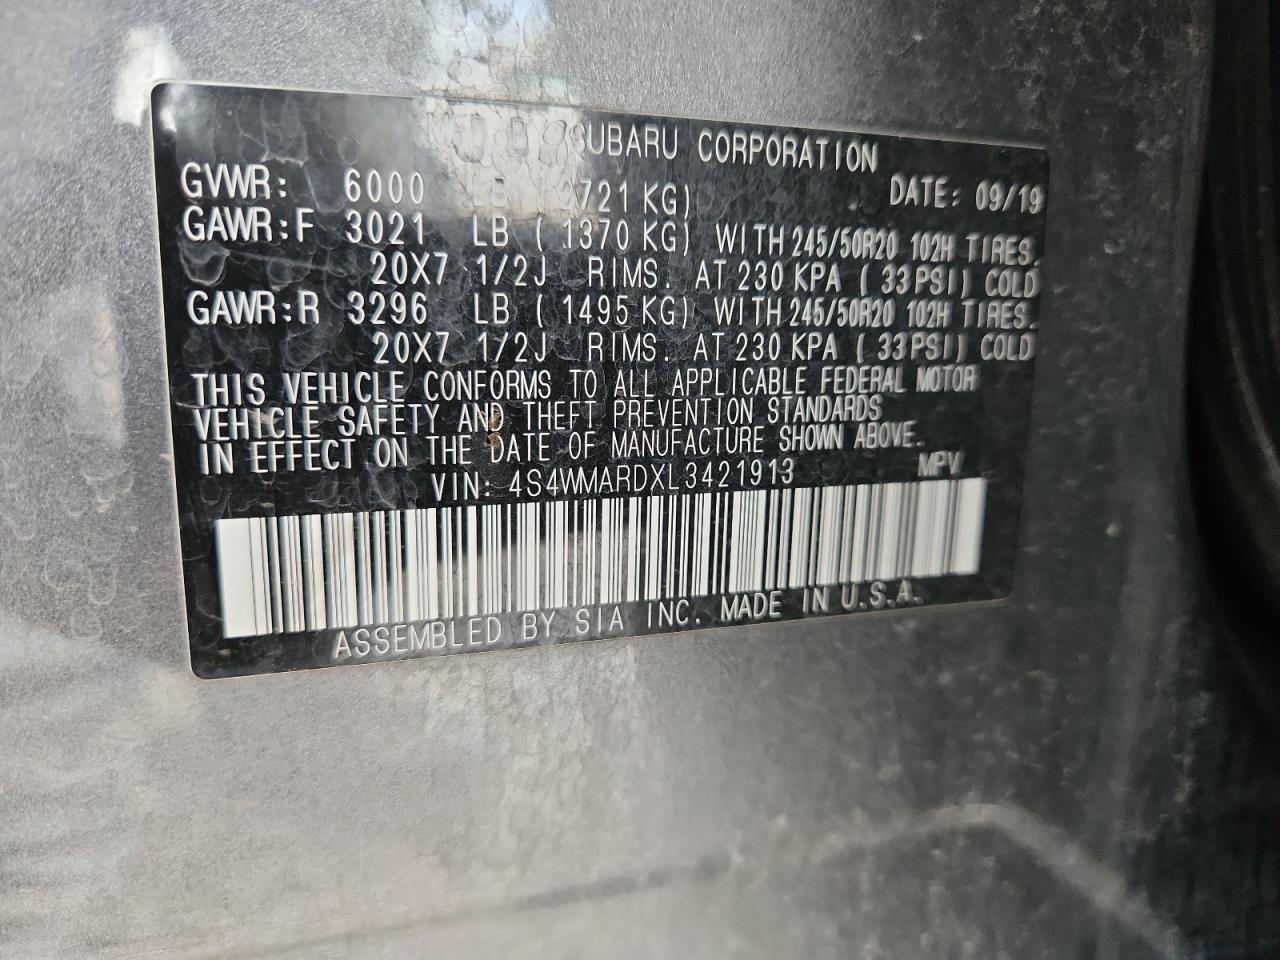 SUBARU CORPORATION
GVWR: 6000 LB (2721 KG) DATE: 09/19
GAWR:F 3021 LB ( 1370 KG) WITH 245/50R20 102H TIRES.
20X7 1/2J RIMS. AT 230 KPA ( 33 PSI) COLD
GAWR:R 3296 LB ( 1495 KG) WITH 245/50R20 102H TIRES.
20X7 1/2J RIMS. AT 230 KPA ( 33 PSI) COLD
THIS VEHICLE CONFORMS TO ALL APPLICABLE FEDERAL MOTOR
VEHICLE SAFETY AND THEFT PREVENTION STANDARDS
IN EFFECT ON THE DATE OF MANUFACTURE SHOWN ABOVE.
VIN: 4S4WMARDXL3421913 MPV
ASSEMBLED BY SIA INC. MADE IN U.S.A.